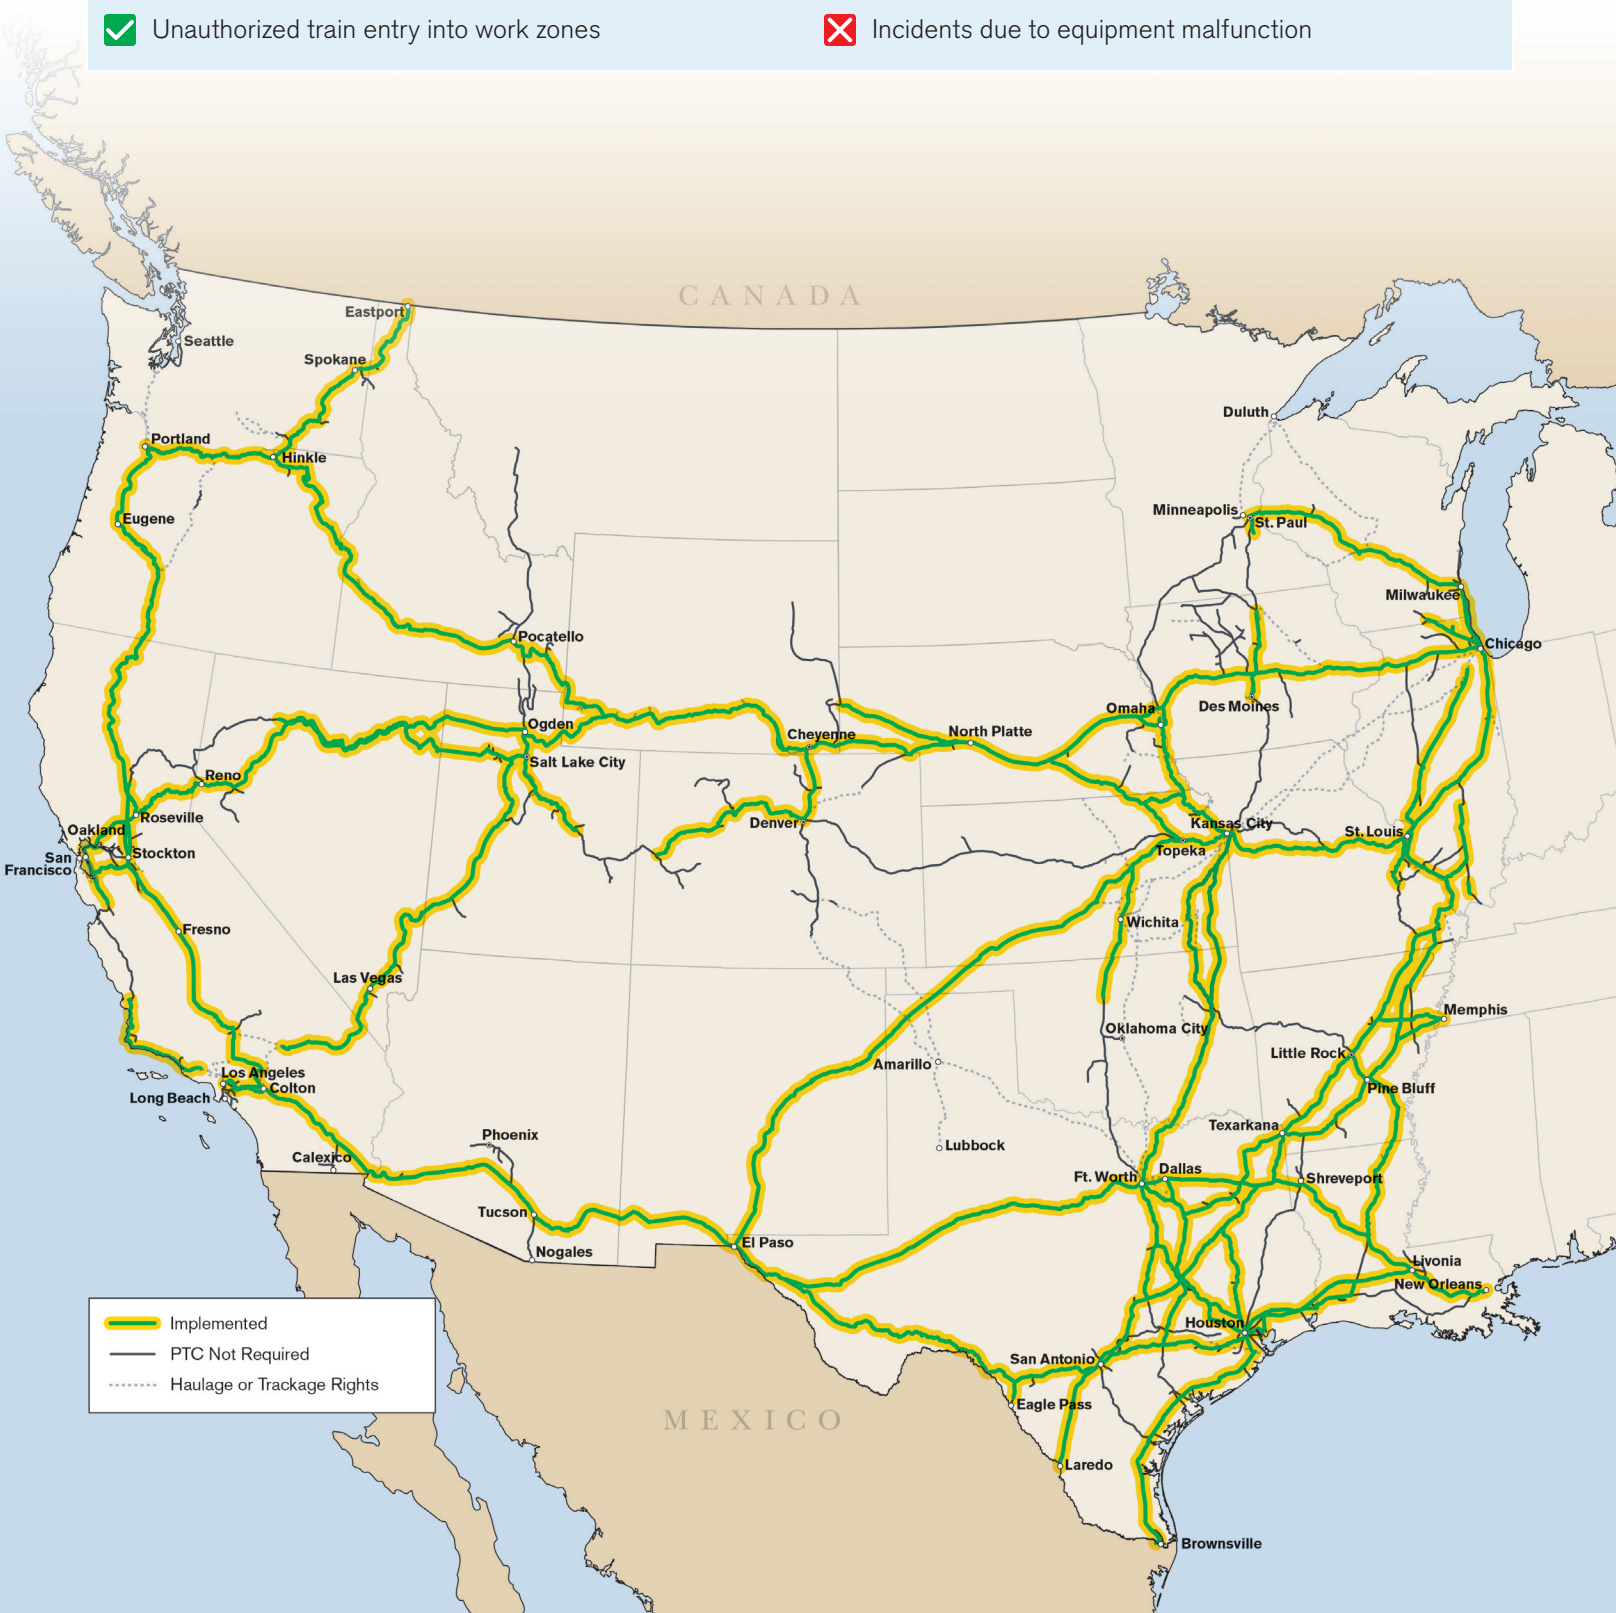 Unauthorized train entry into work zones
Incidents due to equipment malfunction
CANADA
Eastport
Seattle
Spokane
Duluth
Portland
Hinkle
Minneapolis
St. Paul
Eugene
Milwaukee
Pocatello
Chicago
Omaha
Des Moines
Ogden
Cheyenne
North Platte
Salt Lake City
Reno
Roseville
Denver
Kansas City
St. Louis
Oakland
Topeka
Stockton
San
Francisco
Wichita
Fresno
Las Vegas
Memphis
Oklahoma City
Little Rock
Amarillo
Los Angeles
Colton
Pine Bluff
Long Beach
Texarkana
Phoenix
Lubbock
Calexico
Dallas
Ft. Worth
Shreveport
Tucson
El Paso
Nogales
Livonia
New Orleans
Implemented
Houston
PTC Not Required
San Antonio
Haulage or Trackage Rights
Eagle Pass
MEXICO
Laredo
Brownsville